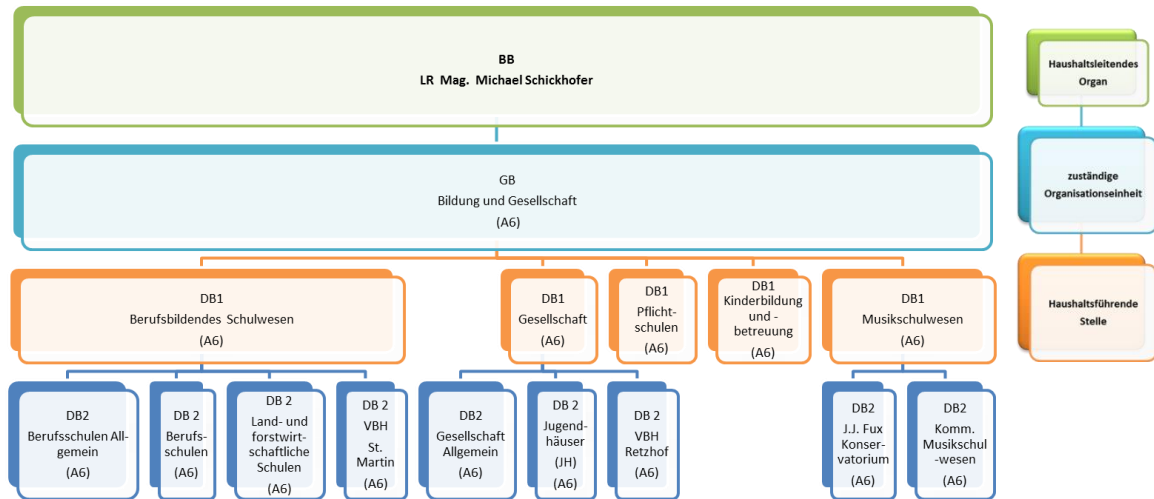 BB
LR Mag. Michael Schickhofer
GB
Bildung und Gesellschaft
(A6)
DB1
Berufsbildendes Schulwesen
(A6)
DB1
Gesellschaft
(A6)
DB1
Pflicht-
schulen
(A6)
DB1
Kinderbildung
und -
betreuung
(A6)
DB1
Musikschulwesen
(A6)
DB2
Berufsschulen All-
gemein
(A6)
DB 2
Berufs-
schulen
(A6)
DB 2
Land- und
forstwirt-
schaftliche
Schulen
(A6)
DB 2
VBH
St.
Martin
(A6)
DB2
Gesellschaft
Allgemein
(A6)
DB 2
Jugend-
häuser
(JH)
(A6)
DB 2
VBH
Retzhof
(A6)
DB2
J.J. Fux
Konser-
vatorium
(A6)
DB2
Komm.
Musikschul
-wesen
(A6)
Haushaltsleitendes
Organ
zuständige
Organisationseinheit
Haushaltsführende
Stelle